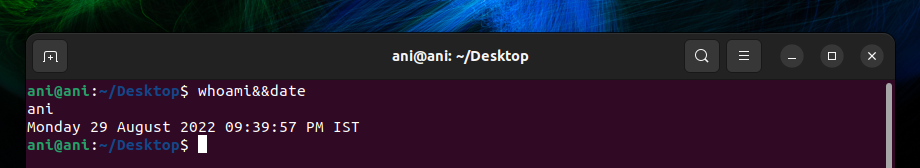 ani@ani: ~/Desktop
ani@ani:~/Desktop$ whoami&&date
ani
Monday 29 August 2022 09:39:57 PM IST
ani@ani:~/Desktop$